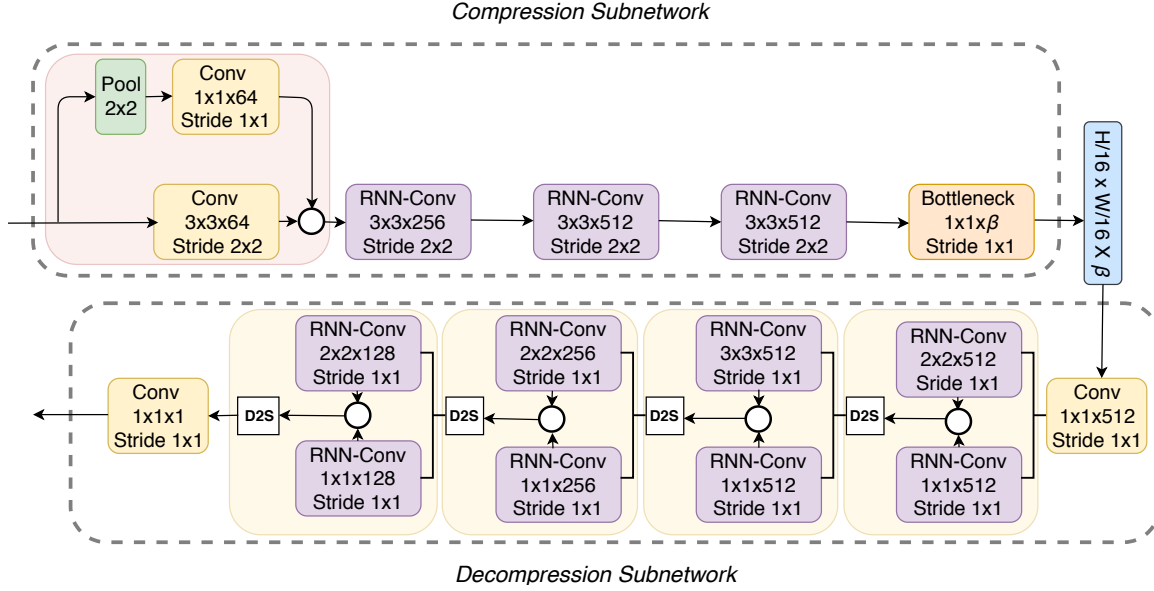 Compression Subnetwork
Pool
2x2
Conv
1x1x64
Stride 1x1
Conv
3x3x64
Stride 2x2
RNN-Conv
3x3x256
Stride 2x2
RNN-Conv
3x3x512
Stride 2x2
RNN-Conv
3x3x512
Stride 2x2
Bottleneck
1x1xβ
Stride 1x1
H/16 x W/16 X β
RNN-Conv
2x2x128
Stride 1x1
RNN-Conv
2x2x256
Stride 1x1
RNN-Conv
3x3x512
Stride 1x1
RNN-Conv
2x2x512
Sride 1x1
Conv
1x1x1
Stride 1x1
D2S
D2S
D2S
D2S
Conv
1x1x512
Stride 1x1
RNN-Conv
1x1x128
Stride 1x1
RNN-Conv
1x1x256
Stride 1x1
RNN-Conv
1x1x512
Stride 1x1
RNN-Conv
1x1x512
Stride 1x1
Decompression Subnetwork